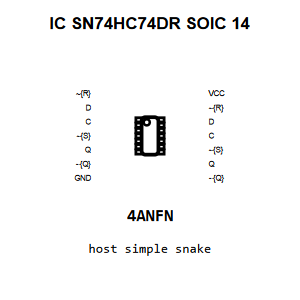 IC SN74HC74DR SOIC 14
~{R} VCC
D ~{R}
C D
~{S} C
Q ~{S}
~{Q} Q
GND ~{Q}
4ANFN
host simple snake